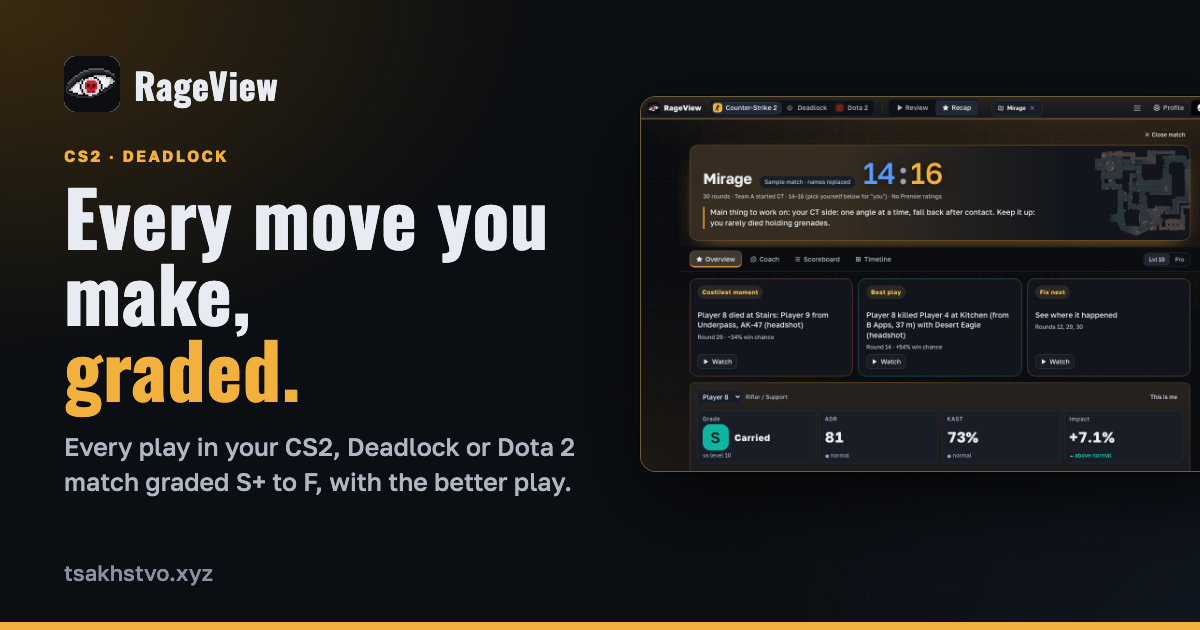 RageView
CS2 · DEADLOCK
Every move you
make,
graded.
Every play in your CS2, Deadlock or Dota 2
match graded S+ to F, with the better play.
tsakhstvo.xyz
RageView Counter-Strike 2 Deadlock Dota 2 Review Recap Mirage × Profile
× Close match
Mirage Sample match · names replaced 14:16
30 rounds · Team A started CT · 14–16 (pick yourself below for "you") · No Premier ratings
Main thing to work on: your CT side: one angle at a time, fall back after contact. Keep it up:
you rarely died holding grenades.
Overview Coach Scoreboard Timeline Lvl 10 Pro
Costliest moment
Player 8 died at Stairs: Player 9 from
Underpass, AK-47 (headshot)
Round 29 · −34% win chance
Watch
Best play
Player 8 killed Player 4 at Kitchen (from
B Apps, 37 m) with Desert Eagle
(headshot)
Round 14 · +54% win chance
Watch
Fix next
See where it happened
Rounds 12, 29, 30
Watch
Player 8 Rifler / Support This is me
Grade
S Carried
vs level 10
ADR
81
normal
KAST
73%
normal
Impact
+7.1%
above normal